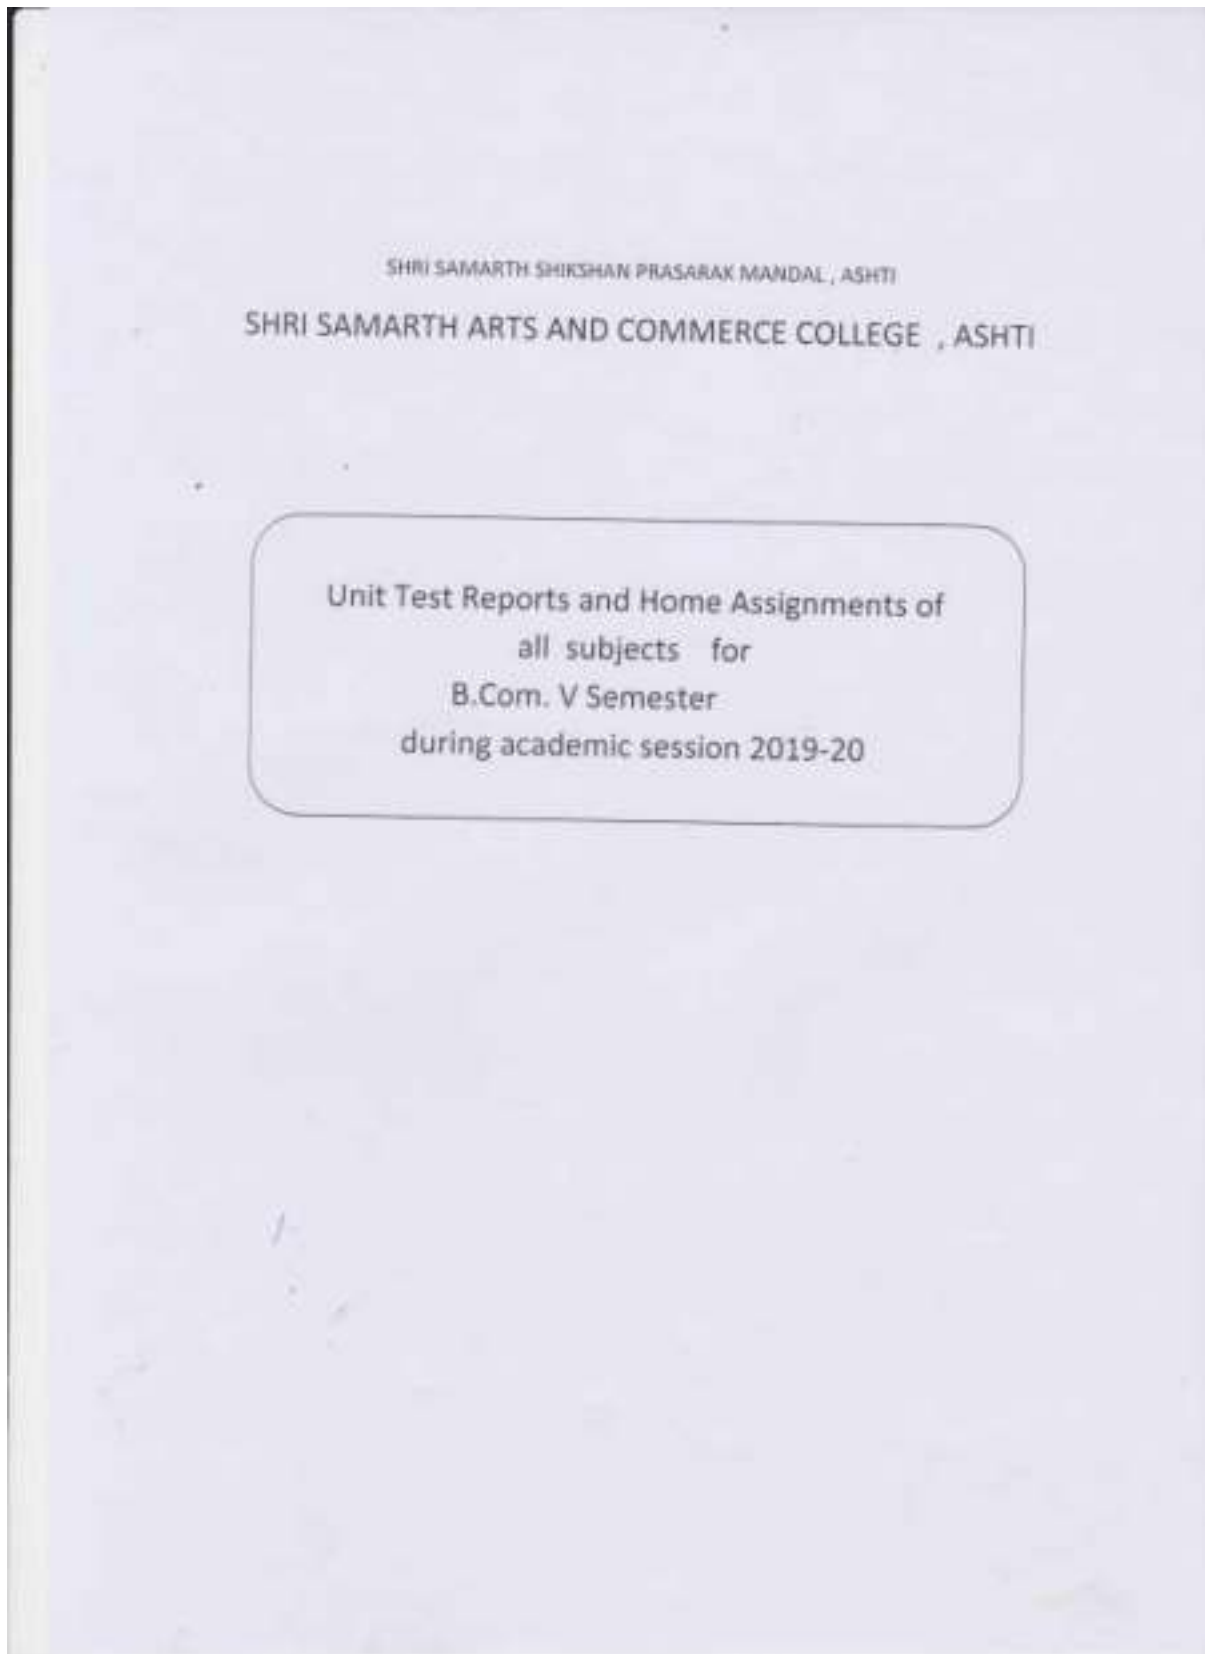 SHRI SAMARTH SHIKSHAN PRASARAK MANDAL , ASHTI
SHRI SAMARTH ARTS AND COMMERCE COLLEGE , ASHTI
Unit Test Reports and Home Assignments of
all subjects for
B.Com. V Semester
during academic session 2019-20